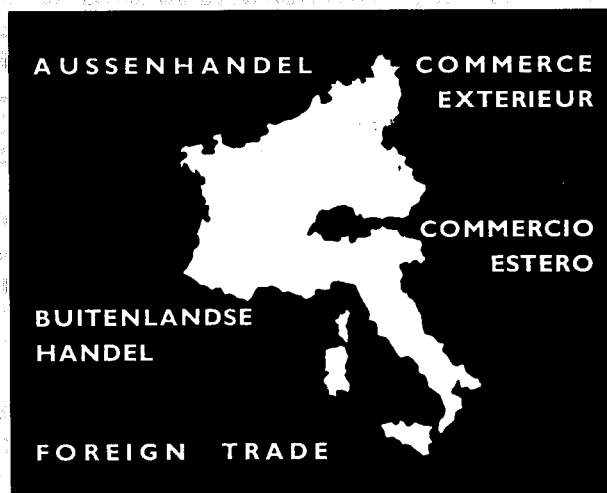 AUSSENHANDEL
COMMERCE
EXTERIEUR
COMMERCIO
ESTERO
BUITENLANDSE
HANDEL
FOREIGN TRADE